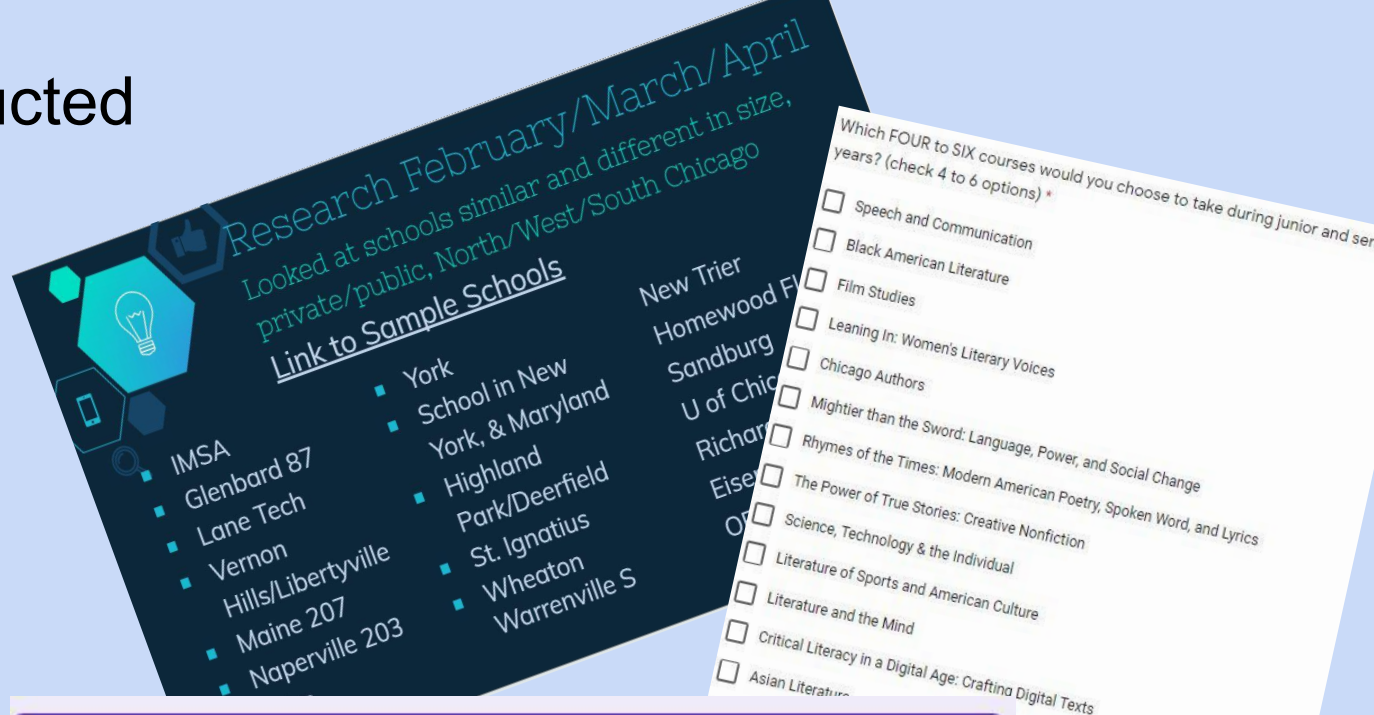 Research February/March/April
Looked at schools similar and different in size,
private/public, North/West/South Chicago
Link to Sample Schools
IMSA
Glenbard 87
Lane Tech
Vernon
Hills/Libertyville
Maine 207
Naperville 203
York
School in New
York, & Maryland
Highland
Park/Deerfield
St. Ignatius
Wheaton
Warrenville S
New Trier
Homewood
Sandburg
U of
Which FOUR to SIX courses would you choose to take during junior and
years? (check 4 to 6 options) *
Speech and Communication
Black American Literature
Film Studies
Leaning In: Women's Literary Voices
Chicago Authors
Mightier than the Sword: Language, Power, and Social Change
Rhymes of the Times: Modern American Poetry, Spoken Word, and Lyrics
The Power of True Stories: Creative Nonfiction
Science, Technology & the Individual
Literature of Sports and American Culture
Literature and the Mind
Critical Literacy in a Digital Age: Crafting Digital Texts
Asian Literature